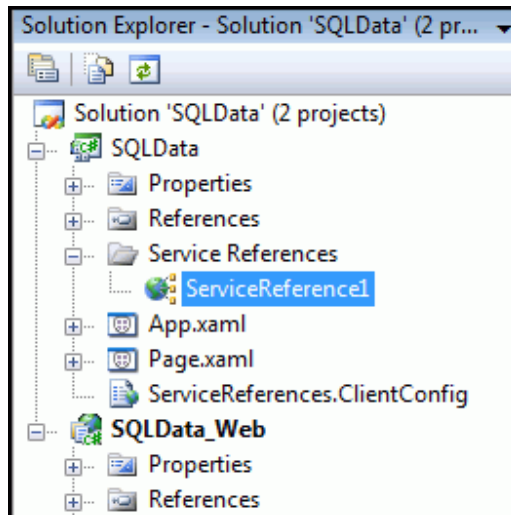 Solution Explorer - Solution 'SQLData' (2 pr...
Solution 'SQLData' (2 projects)
SQLData
Properties
References
Service References
ServiceReference1
App.xaml
Page.xaml
ServiceReferences.ClientConfig
SQLData_Web
Properties
References